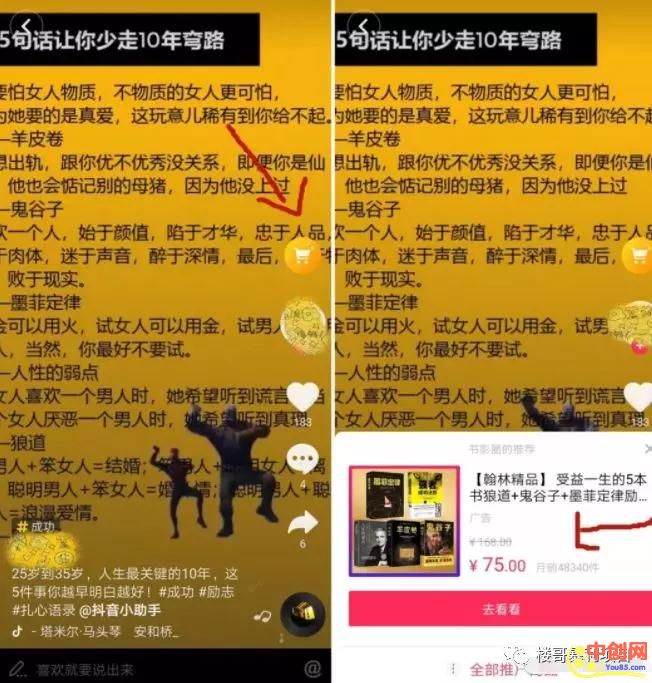 5句话让你少走10年弯路
要怕女人物质，不物质的女人更可怕，
为她要的是真爱，这玩意儿稀有到你给不起。
—羊皮卷
想出轨，跟你优不优秀没关系，即便你是仙
，他也会惦记别的母猪，因为他没上过
—鬼谷子
欢一个人，始于颜值，陷于才华，忠于人品，
于肉体，迷于声音，醉于深情，最后，
败于现实。
—墨菲定律
金可以用火，试女人可以用金，试男
人，当然，你最好不要试。
—人性的弱点
女人喜欢一个男人时，她希望听到谎言，当
个女人厌恶一个男人时，她希望听到真理
—狼道
男人+笨女人=结婚；
聪明男人+笨女人=婚
=浪漫爱情。
183
4
6
#成功
25岁到35岁，人生最关键的10年，这
5件事你越早明白越好！#成功 #励志
#扎心语录 @抖音小助手
- 塔米尔·马头琴 安和桥_
喜欢就要说出来
@
5句话让你少走10年弯路
要怕女人物质，不物质的女人更可怕，
为她要的是真爱，这玩意儿稀有到你给不起。
—羊皮卷
想出轨，跟你优不优秀没关系，即便你是仙
，他也会惦记别的母猪，因为他没上过
—鬼谷子
欢一个人，始于颜值，陷于才华，忠于人品
于肉体，迷于声音，醉于深情，最后，
败于现实。
—墨菲定律
金可以用火，试女人可以用金，试男
人，当然，你最好不要试。
—人性的弱点
女人喜欢一个男人时，她希望听到谎言，
个女人厌恶一个男人时，她希望听到真理
183
书影圈的推荐
墨菲定律
羊皮卷
鬼谷子
【翰林精品】 受益一生的5本
书狼道+鬼谷子+墨菲定律励...
广告
¥168.00
¥ 75.00
月销48340件
去看看
全部推广
楼哥暴利项目
中创网
You85.com